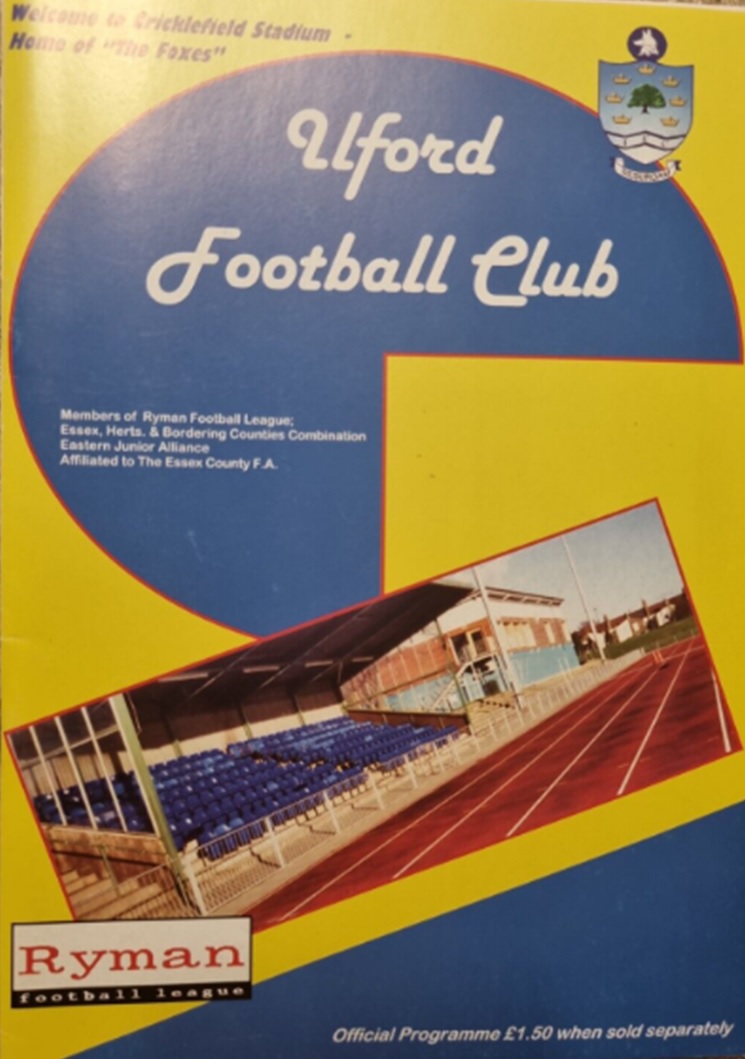 Welcome to Cricklefield Stadium -
Home of "The Foxes"
Ilford
Football Club
Members of Ryman Football League;
Essex, Herts. & Bordering Counties Combination
Eastern Junior Alliance
Affiliated to The Essex County F.A.
Ryman
football league
Official Programme £1.50 when sold separately